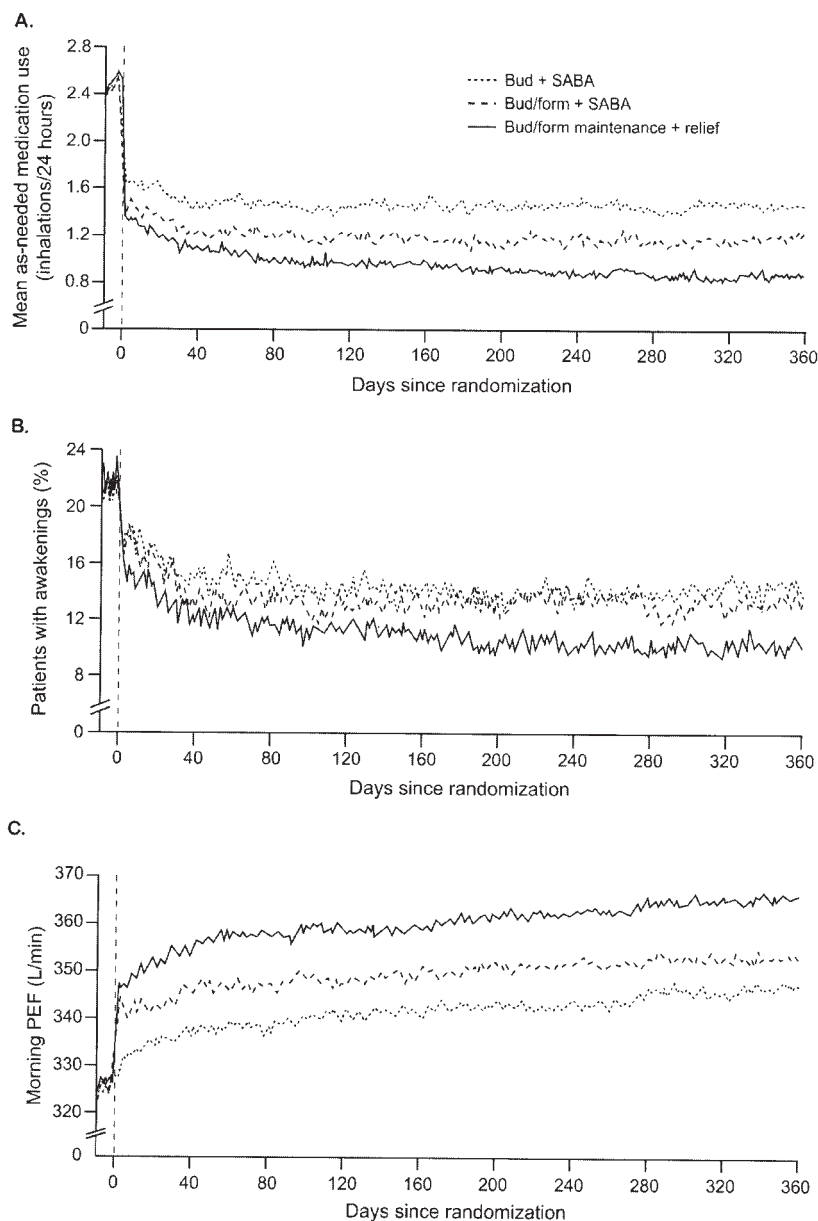 A.
Mean as-needed medication use
(inhalations/24 hours)
2.8
2.4
2.0
1.6
1.2
0.8
0
Bud + SABA
Bud/form + SABA
Bud/form maintenance + relief
0 40 80 120 160 200 240 280 320 360
Days since randomization
B.
Patients with awakenings (%)
24
20
16
12
8
0
0 40 80 120 160 200 240 280 320 360
Days since randomization
C.
Morning PEF (L/min)
370
360
350
340
330
320
0
0 40 80 120 160 200 240 280 320 360
Days since randomization